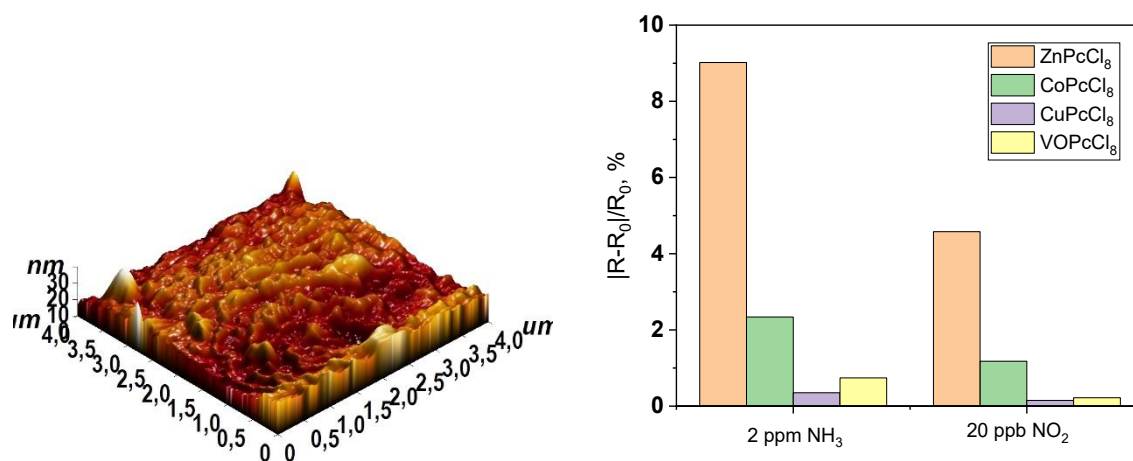 nm
30
20
10
um
4,0
3,5
3,0
2,5
2,0
1,5
1,0
0,5
0
0
0,5
1,0
1,5
2,0
2,5
3,0
3,5
4,0
um
|R-R₀|/R₀, %
10
8
6
4
2
0
ZnPcCl₈
CoPcCl₈
CuPcCl₈
VOPcCl₈
2 ppm NH₃
20 ppb NO₂